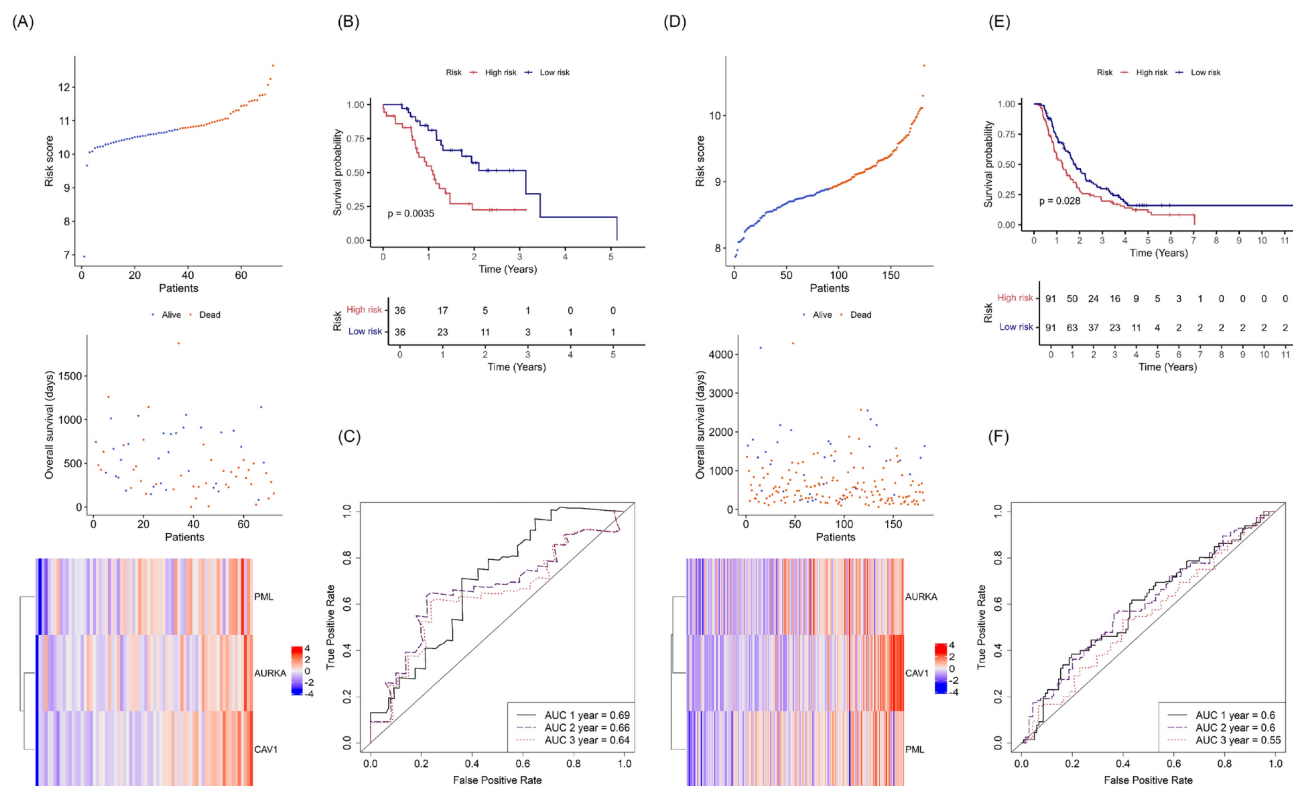 (A)
Risk score
12
11
10
9
8
7
0 20 40 60
Patients
Alive Dead
Overall survival (days)
1500
1000
500
0
0 20 40 60
Patients
PML
AURKA
CAV1
4
2
0
-2
-4
(B)
Risk High risk Low risk
Survival probability
1.00
0.75
0.50
0.25
0.00
p = 0.0035
0 1 2 3 4 5
Time (Years)
Risk
High risk 36 17 5 1 0 0
Low risk 36 23 11 3 1 1
0 1 2 3 4 5
Time (Years)
(C)
True Positive Rate
1.0
0.8
0.6
0.4
0.2
0.0
AUC 1 year = 0.69
AUC 2 year = 0.66
AUC 3 year = 0.64
0.0 0.2 0.4 0.6 0.8 1.0
False Positive Rate
(D)
Risk score
10
9
8
0 50 100 150
Patients
Alive Dead
Overall survival (days)
4000
3000
2000
1000
0
0 50 100 150
Patients
AURKA
CAV1
PML
4
2
0
-2
-4
(E)
Risk High risk Low risk
Survival probability
1.00
0.75
0.50
0.25
0.00
p = 0.028
0 1 2 3 4 5 6 7 8 9 10 11
Time (Years)
Risk
High risk 91 50 24 16 9 5 3 1 0 0 0 0
Low risk 91 63 37 23 11 4 2 2 2 2 2 2
0 1 2 3 4 5 6 7 8 9 10 11
Time (Years)
(F)
True Positive Rate
1.0
0.8
0.6
0.4
0.2
0.0
AUC 1 year = 0.6
AUC 2 year = 0.6
AUC 3 year = 0.55
0.0 0.2 0.4 0.6 0.8 1.0
False Positive Rate